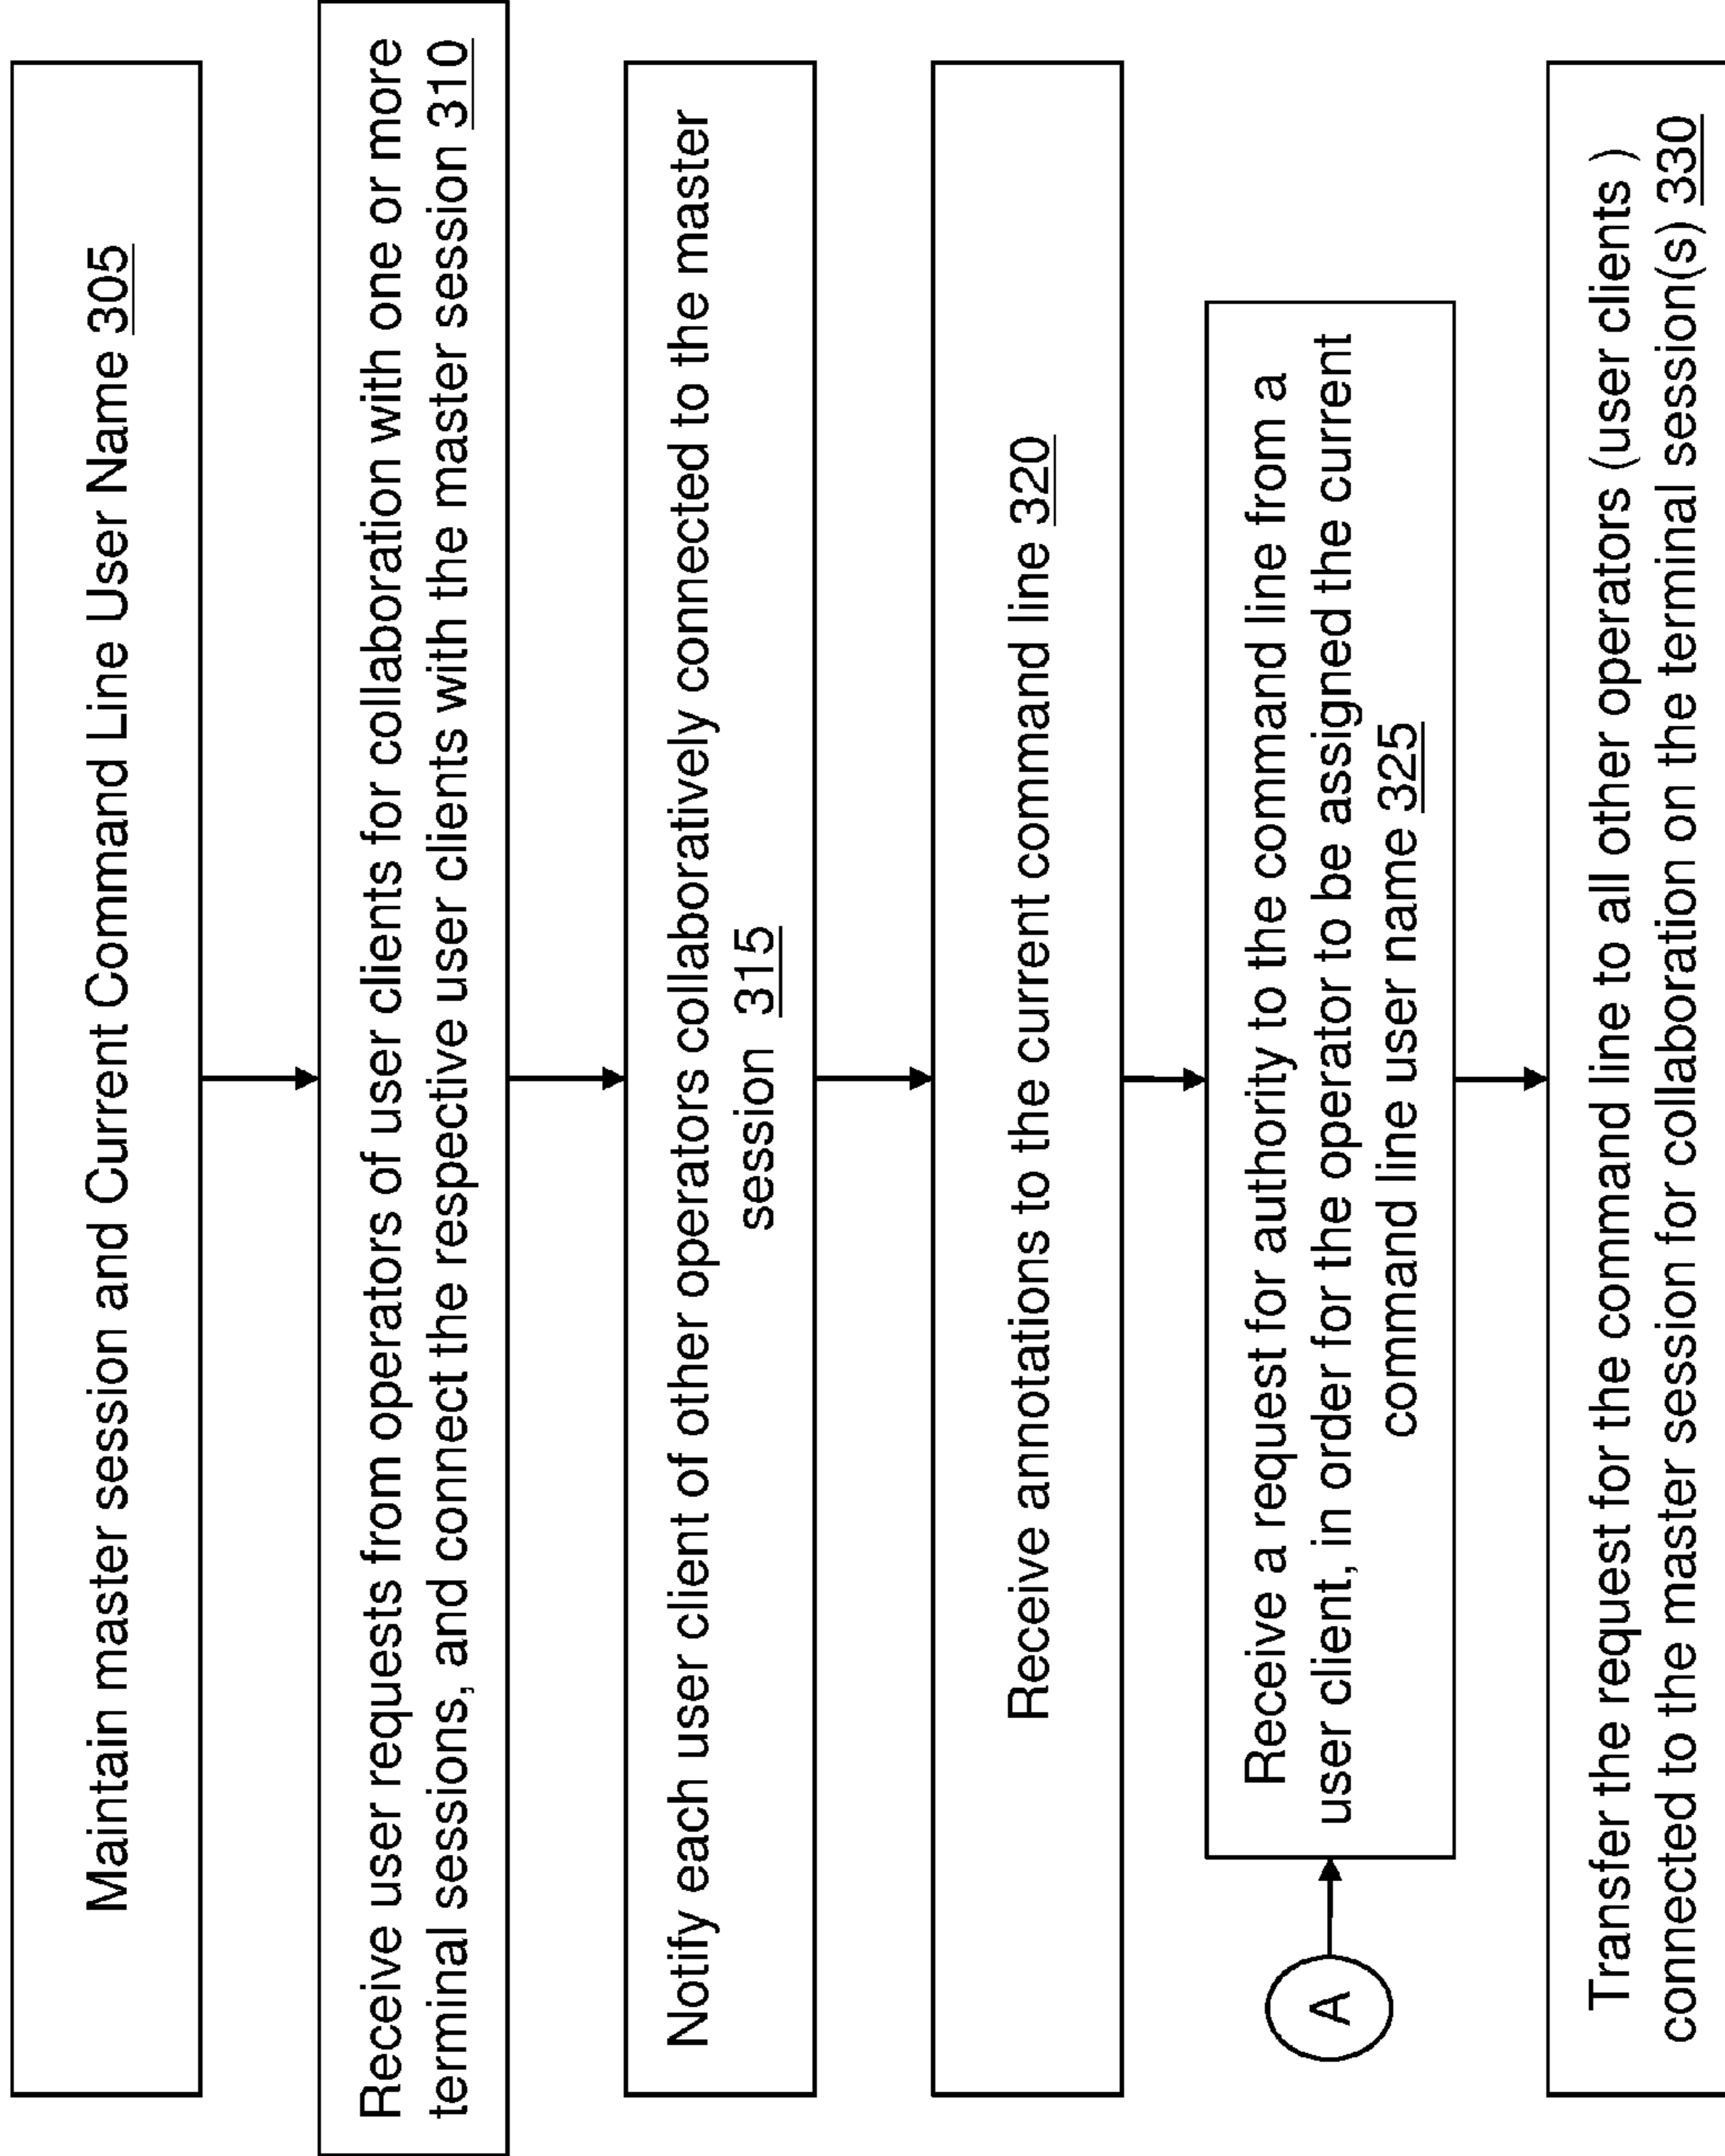 Maintain master session and Current Command Line User Name 305
Receive user requests from operators of user clients for collaboration with one or more
terminal sessions, and connect the respective user clients with the master session 310
Notify each user client of other operators collaboratively connected to the master
session 315
Receive annotations to the current command line 320
Receive a request for authority to the command line from a
user client, in order for the operator to be assigned the current
command line user name 325
A
Transfer the request for the command line to all other operators (user clients )
connected to the master session for collaboration on the terminal session(s) 330